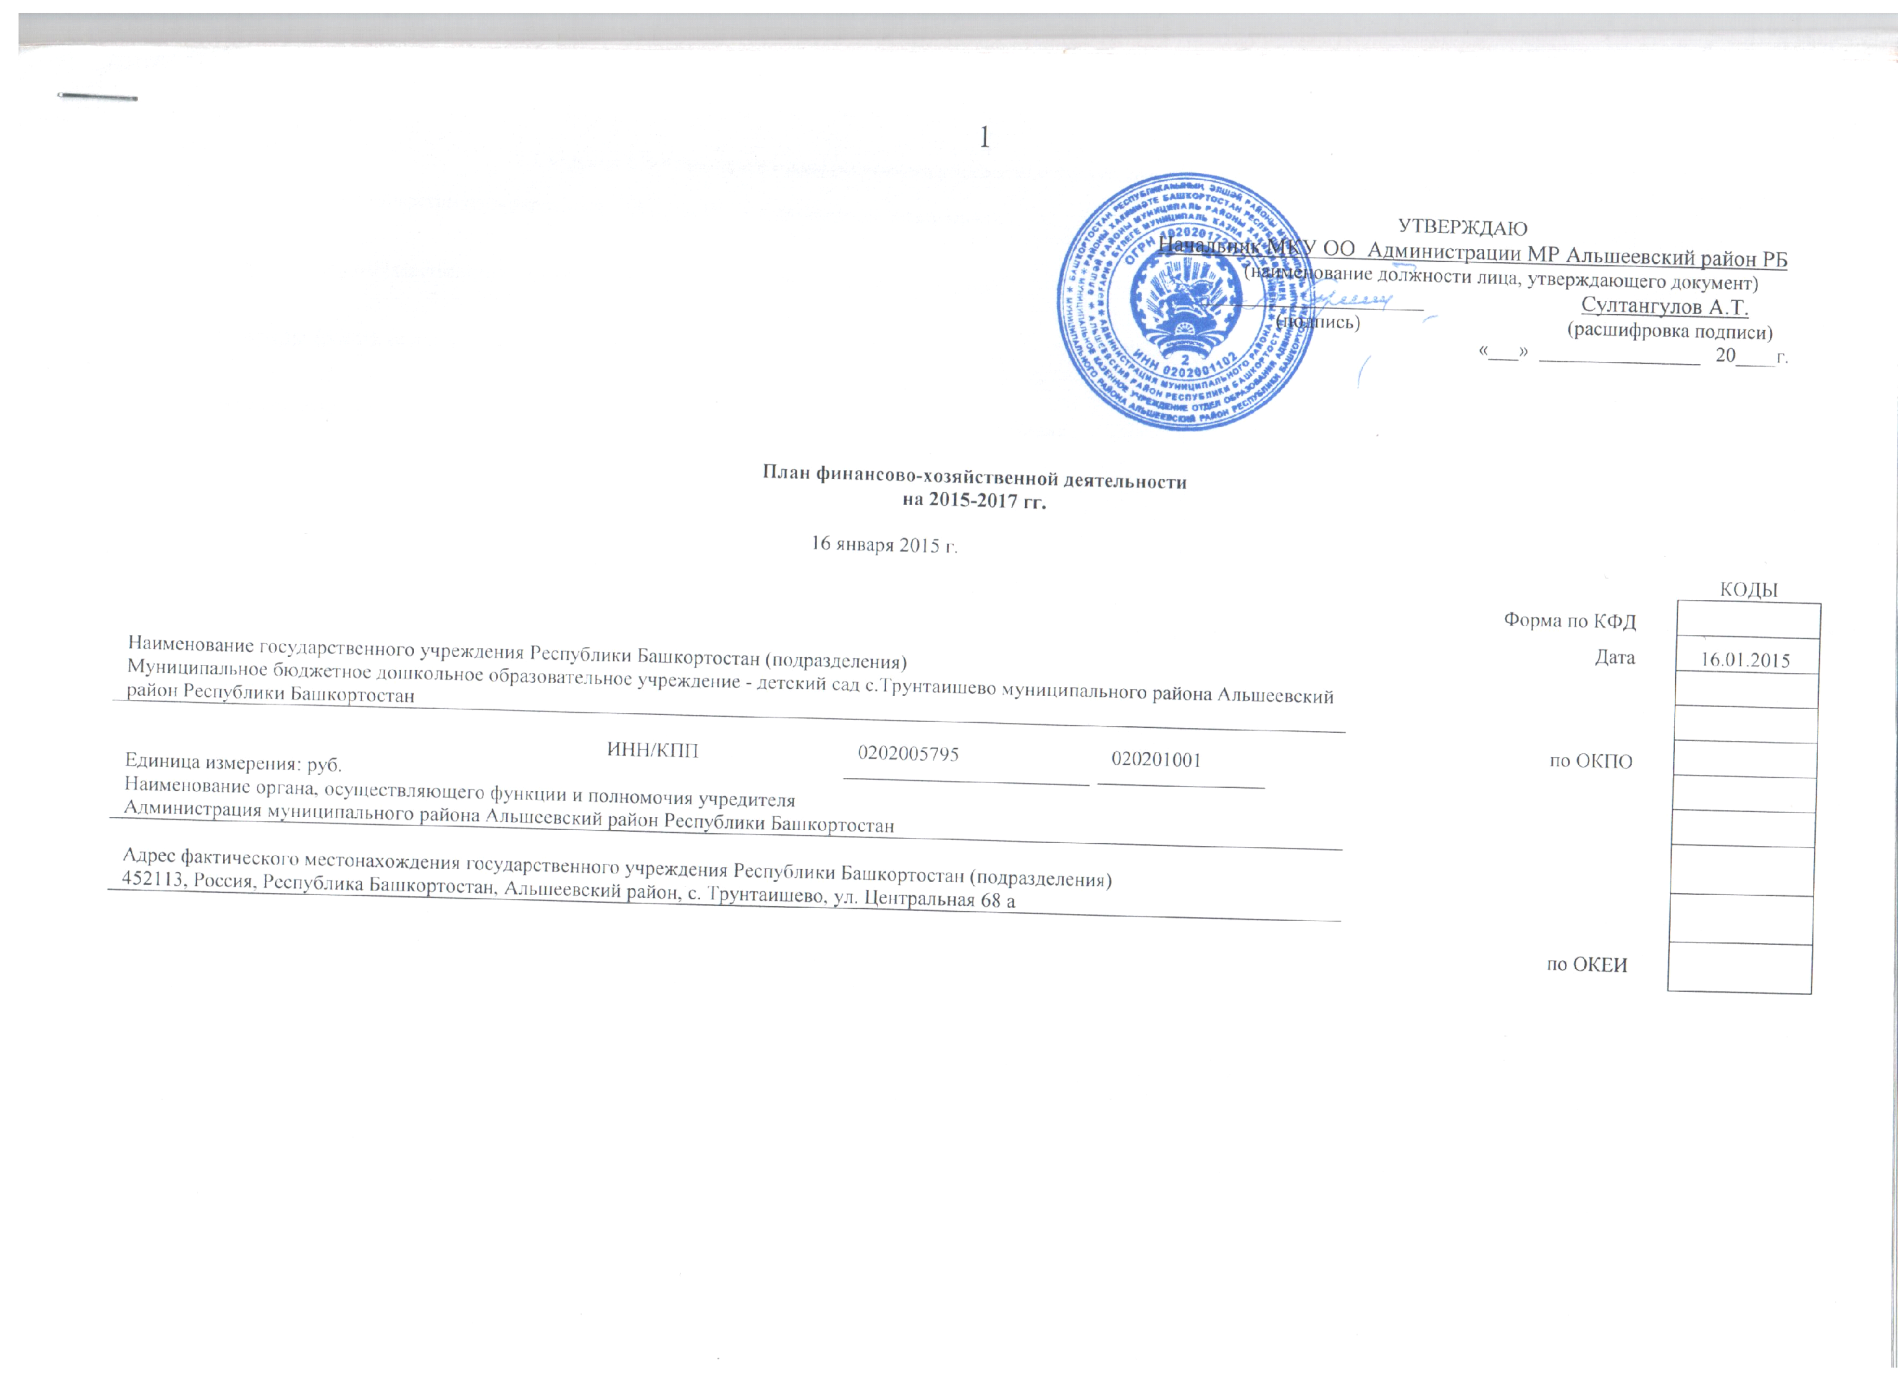 1
УТВЕРЖДАЮ
Начальник МКУ ОО Администрации МР Альшеевский район РБ
(наименование должности лица, утверждающего документ)
Султангулов А.Т.
(подпись)
(расшифровка подписи)
«___» ________________ 20____ г.
ИНН 0202001102
2
План финансово-хозяйственной деятельности
на 2015-2017 гг.
16 января 2015 г.
КОДЫ
Форма по КФД
Дата 16.01.2015
Наименование государственного учреждения Республики Башкортостан (подразделения)
Муниципальное бюджетное дошкольное образовательное учреждение - детский сад с.Трунтаишево муниципального района Альшеевский
район Республики Башкортостан
ИНН/КПП 0202005795 020201001
по ОКПО
Единица измерения: руб.
Наименование органа, осуществляющего функции и полномочия учредителя
Администрация муниципального района Альшеевский район Республики Башкортостан
Адрес фактического местонахождения государственного учреждения Республики Башкортостан (подразделения)
452113, Россия, Республика Башкортостан, Альшеевский район, с. Трунтаишево, ул. Центральная 68 а
по ОКЕИ